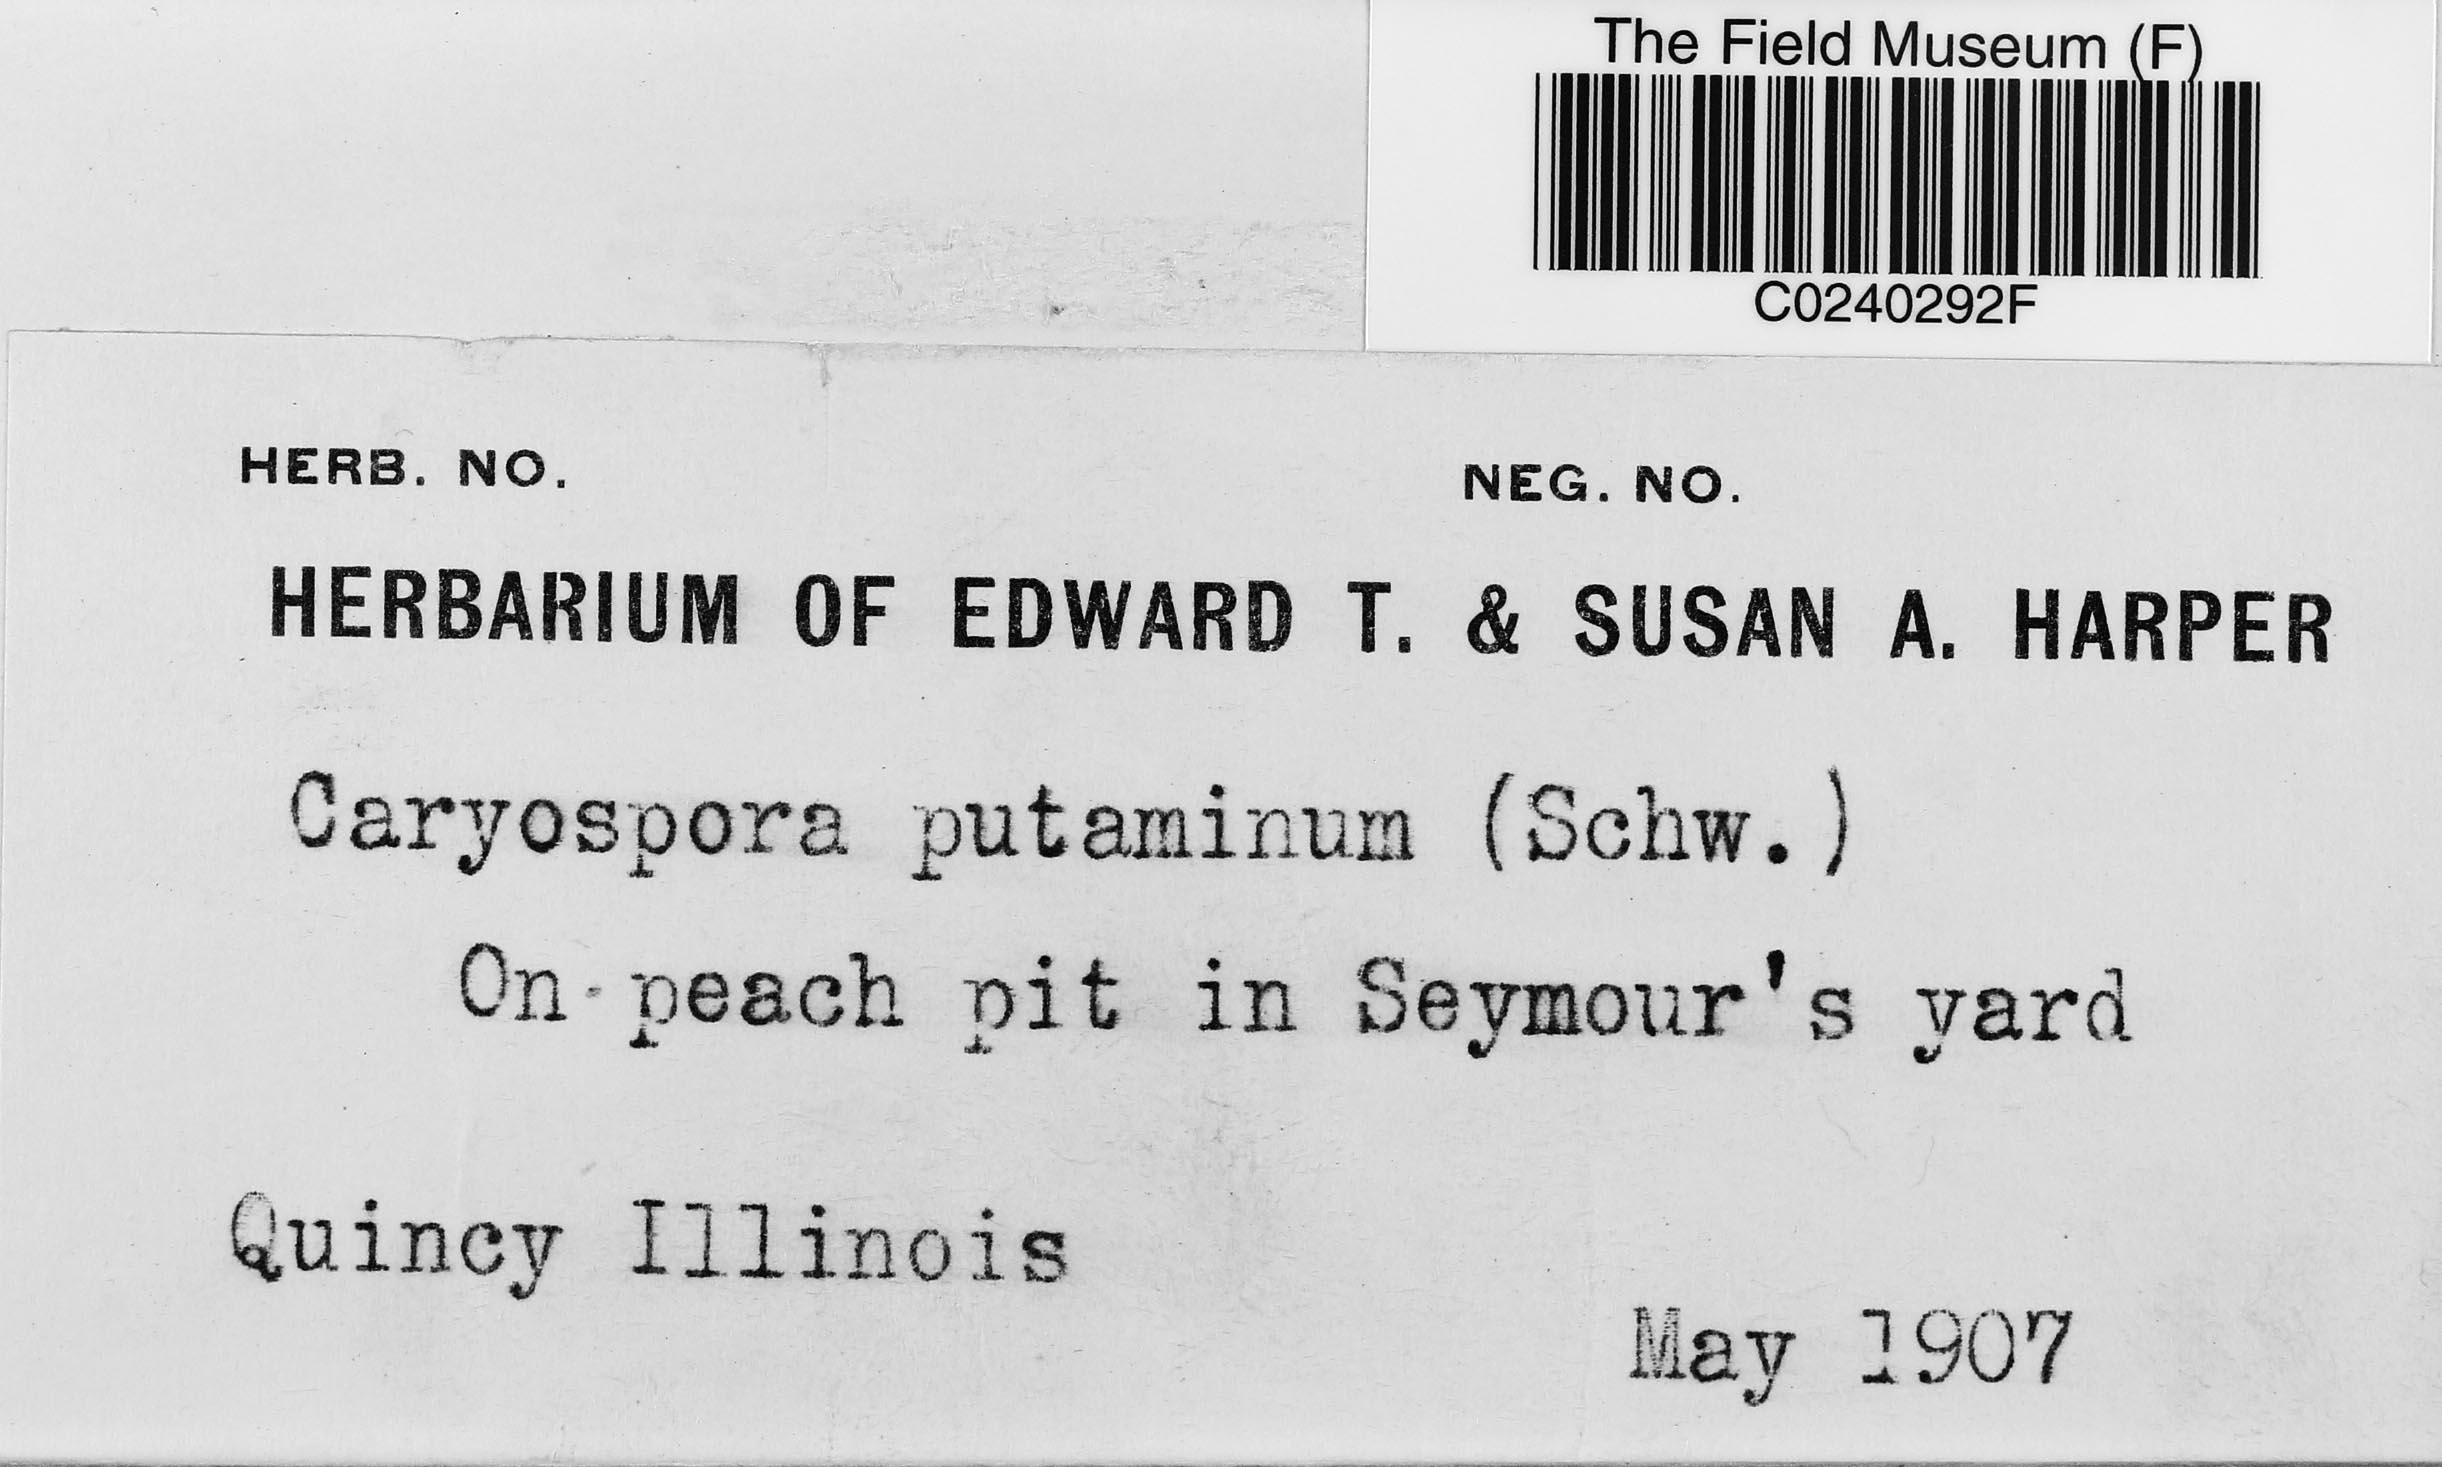 The Field Museum (F)
C0240292F
HERB. NO. NEG. NO.
HERBARIUM OF EDWARD T. & SUSAN A. HARPER
Caryospora putaminum (Schw.)
On peach pit in Seymour's yard
Quincy Illinois
May 1907